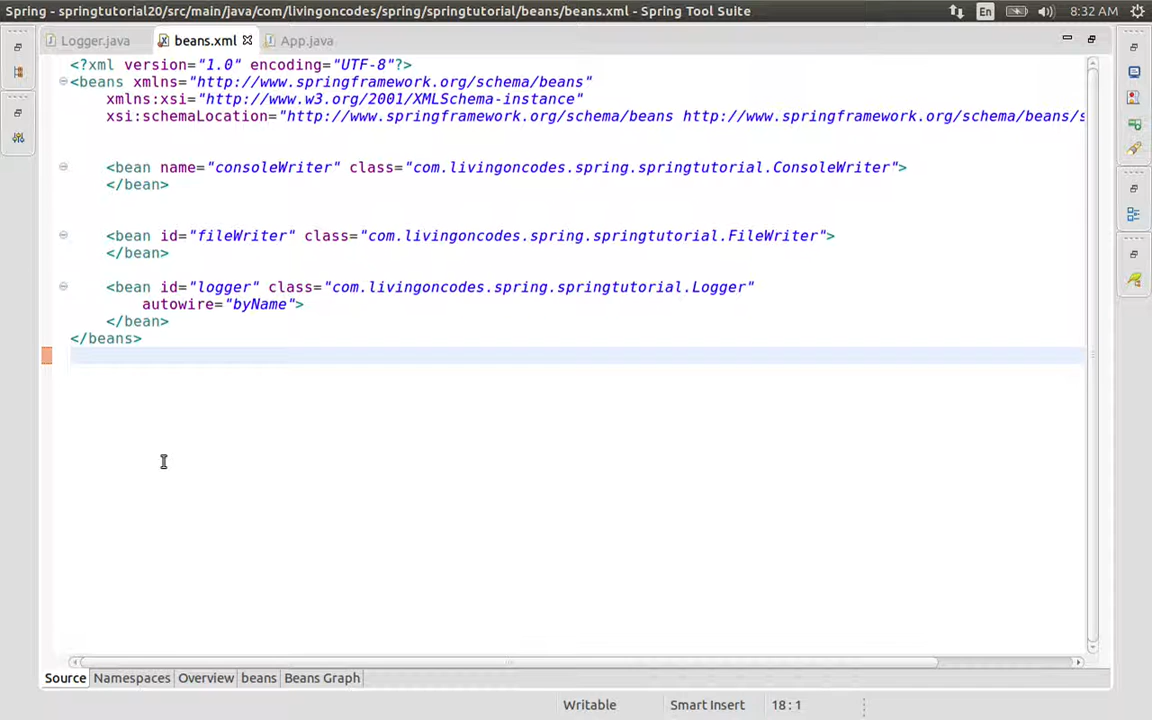 Spring - springtutorial20/src/main/java/com/livingoncodes/spring/springtutorial/beans/beans.xml - Spring Tool Suite
En
8:32 AM
Logger.java
beans.xml
App.java
<?xml version="1.0" encoding="UTF-8"?>
<beans xmlns="http://www.springframework.org/schema/beans"
xmlns:xsi="http://www.w3.org/2001/XMLSchema-instance"
xsi:schemaLocation="http://www.springframework.org/schema/beans http://www.springframework.org/schema/beans/s
<bean name="consoleWriter" class="com.livingoncodes.spring.springtutorial.ConsoleWriter">
</bean>
<bean id="fileWriter" class="com.livingoncodes.spring.springtutorial.FileWriter">
</bean>
<bean id="logger" class="com.livingoncodes.spring.springtutorial.Logger"
autowire="byName">
</bean>
</beans>
Source Namespaces Overview beans Beans Graph
Writable Smart Insert 18 : 1